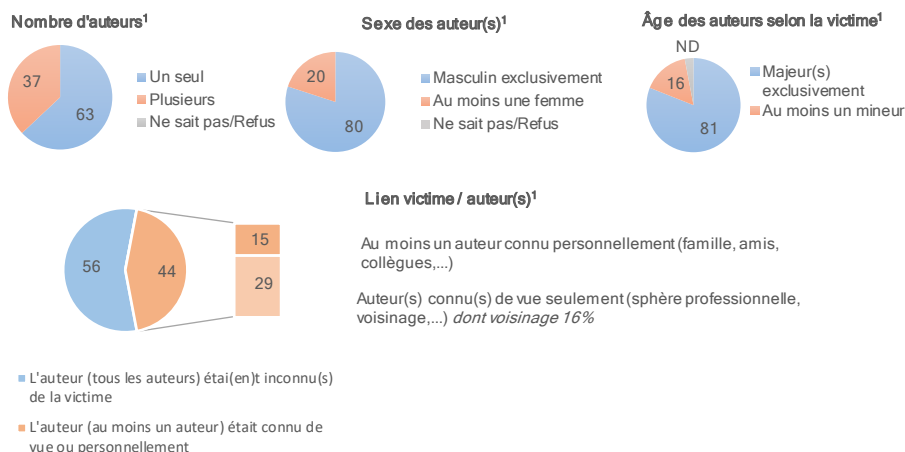 Nombre d'auteurs¹
37
63
Un seul
Plusieurs
Ne sait pas/Refus
Sexe des auteur(s)¹
20
80
Masculin exclusivement
Au moins une femme
Ne sait pas/Refus
Âge des auteurs selon la victime¹
ND
16
81
Majeur(s)
exclusivement
Au moins un mineur
56
44
15
29
Lien victime / auteur(s)¹
Au moins un auteur connu personnellement (famille, amis,
collègues,...)
Auteur(s) connu(s) de vue seulement (sphère professionnelle,
voisinage,...) dont voisinage 16%
L'auteur (tous les auteurs) étai(en)t inconnu(s)
de la victime
L'auteur (au moins un auteur) était connu de
vue ou personnellement